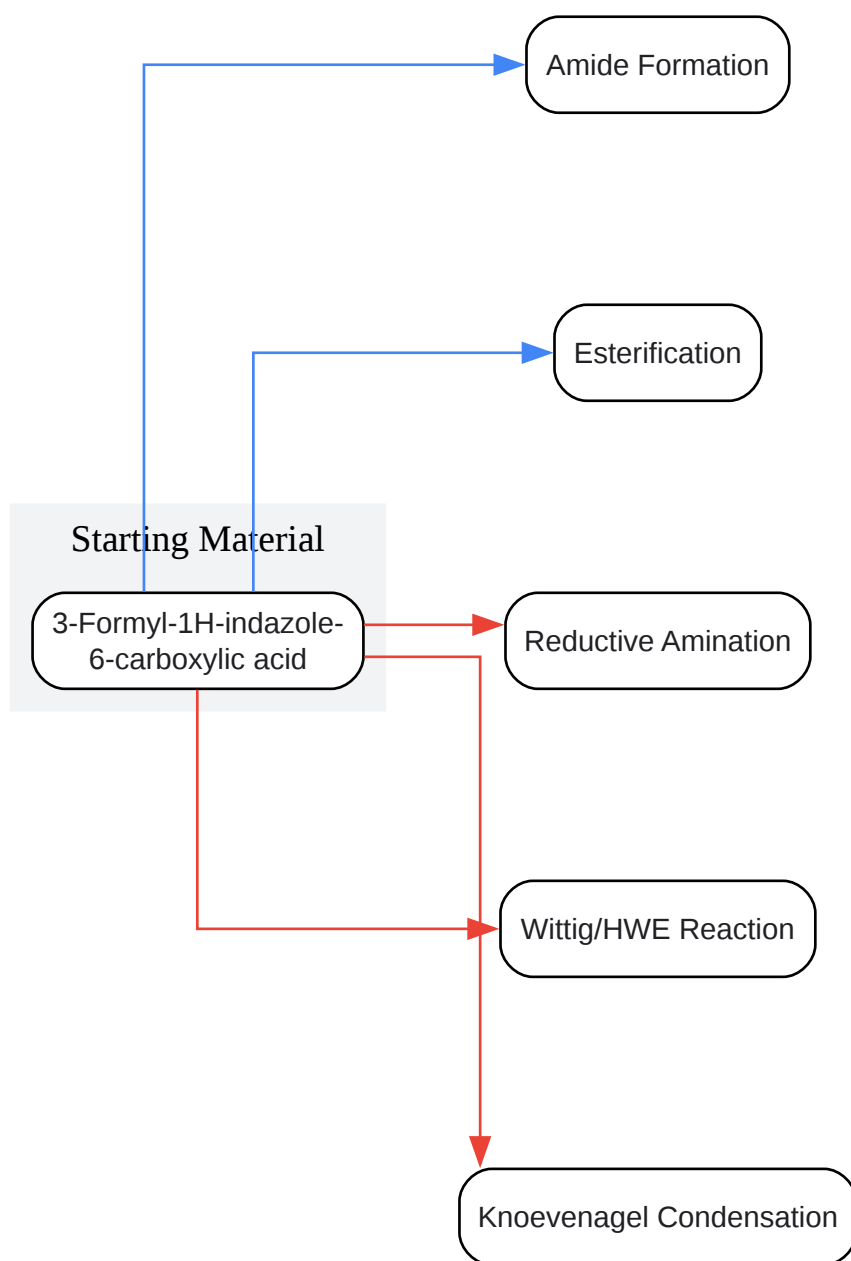 Amide Formation
Esterification
Starting Material
3-Formyl-1H-indazole-
6-carboxylic acid
Reductive Amination
Wittig/HWE Reaction
Knoevenagel Condensation